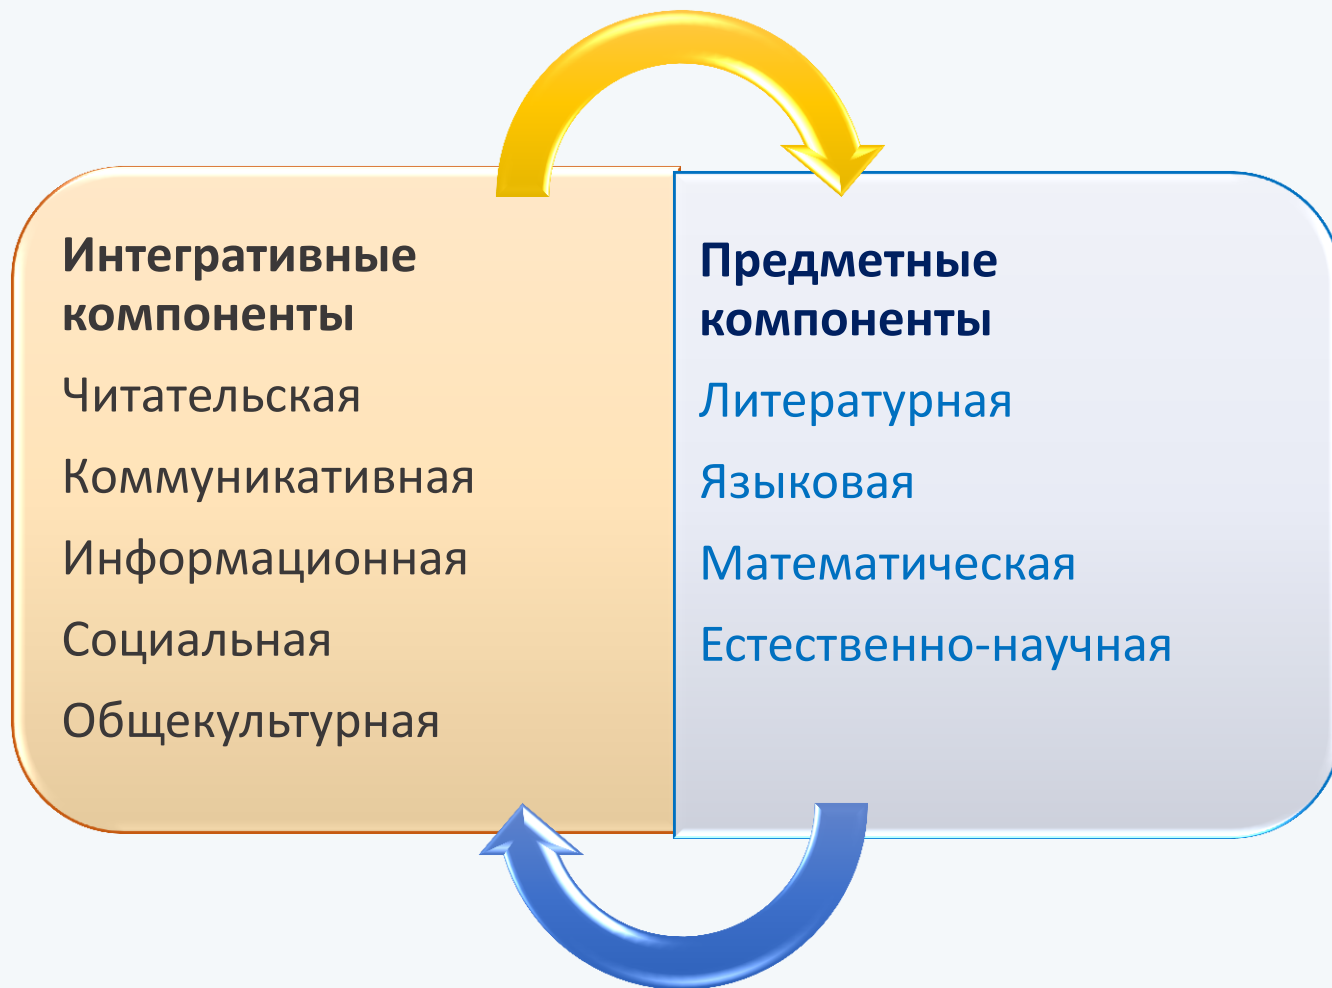 Интегративные
компоненты
Читательская
Коммуникативная
Информационная
Социальная
Общекультурная
Предметные
компоненты
Литературная
Языковая
Математическая
Естественно-научная